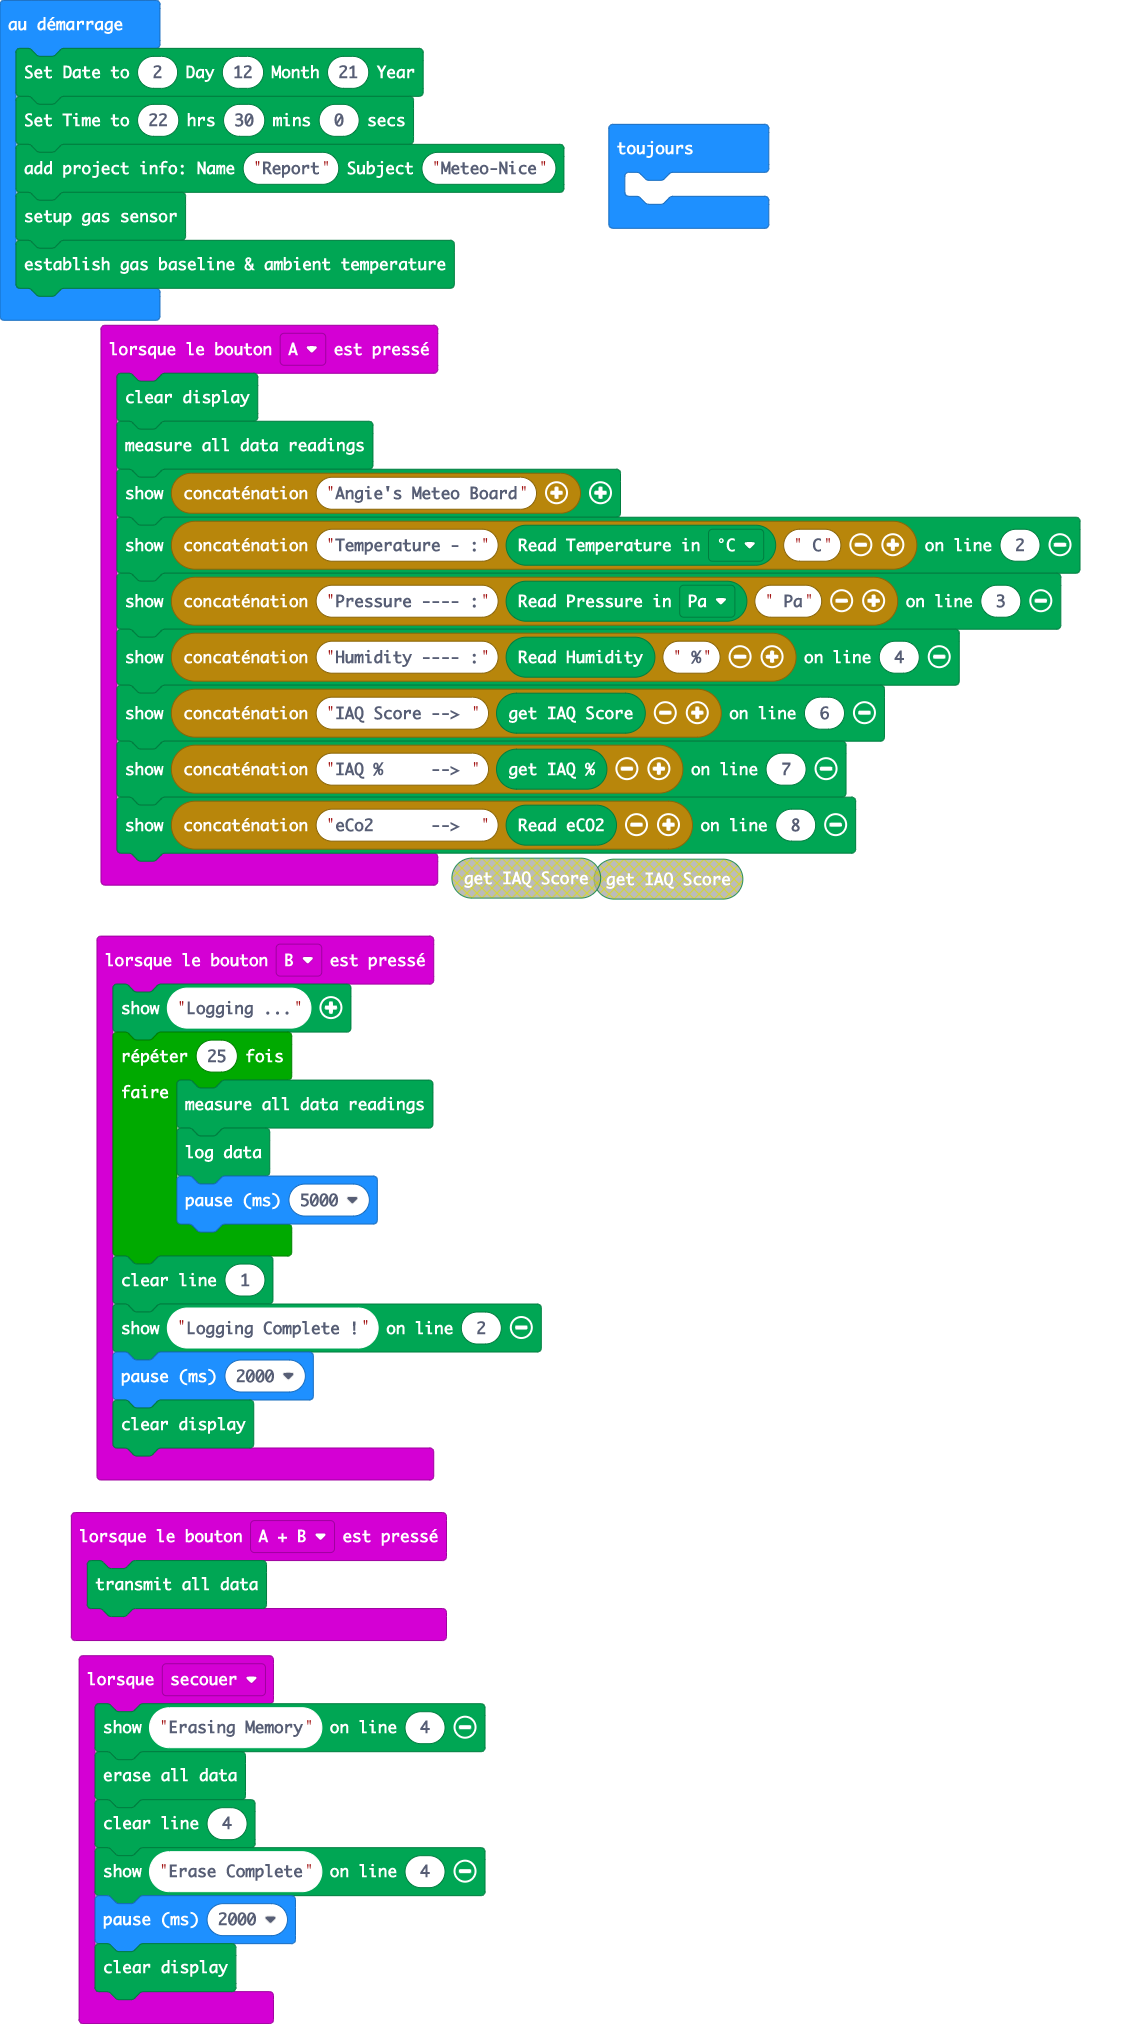 au démarrage
Set Date to 2 Day 12 Month 21 Year
Set Time to 22 hrs 30 mins 0 secs
add project info: Name "Report" Subject "Meteo-Nice"
setup gas sensor
establish gas baseline & ambient temperature
toujours
lorsque le bouton A est pressé
clear display
measure all data readings
show concaténation "Angie's Meteo Board"
show concaténation "Temperature - :" Read Temperature in °C " C" on line 2
show concaténation "Pressure ---- :" Read Pressure in Pa " Pa" on line 3
show concaténation "Humidity ---- :" Read Humidity " %" on line 4
show concaténation "IAQ Score --> " get IAQ Score on line 6
show concaténation "IAQ %     --> " get IAQ % on line 7
show concaténation "eCo2      -->  " Read eCO2 on line 8
get IAQ Score get IAQ Score
lorsque le bouton B est pressé
show "Logging ..."
répéter 25 fois
faire
measure all data readings
log data
pause (ms) 5000
clear line 1
show "Logging Complete !" on line 2
pause (ms) 2000
clear display
lorsque le bouton A + B est pressé
transmit all data
lorsque secouer
show "Erasing Memory" on line 4
erase all data
clear line 4
show "Erase Complete" on line 4
pause (ms) 2000
clear display